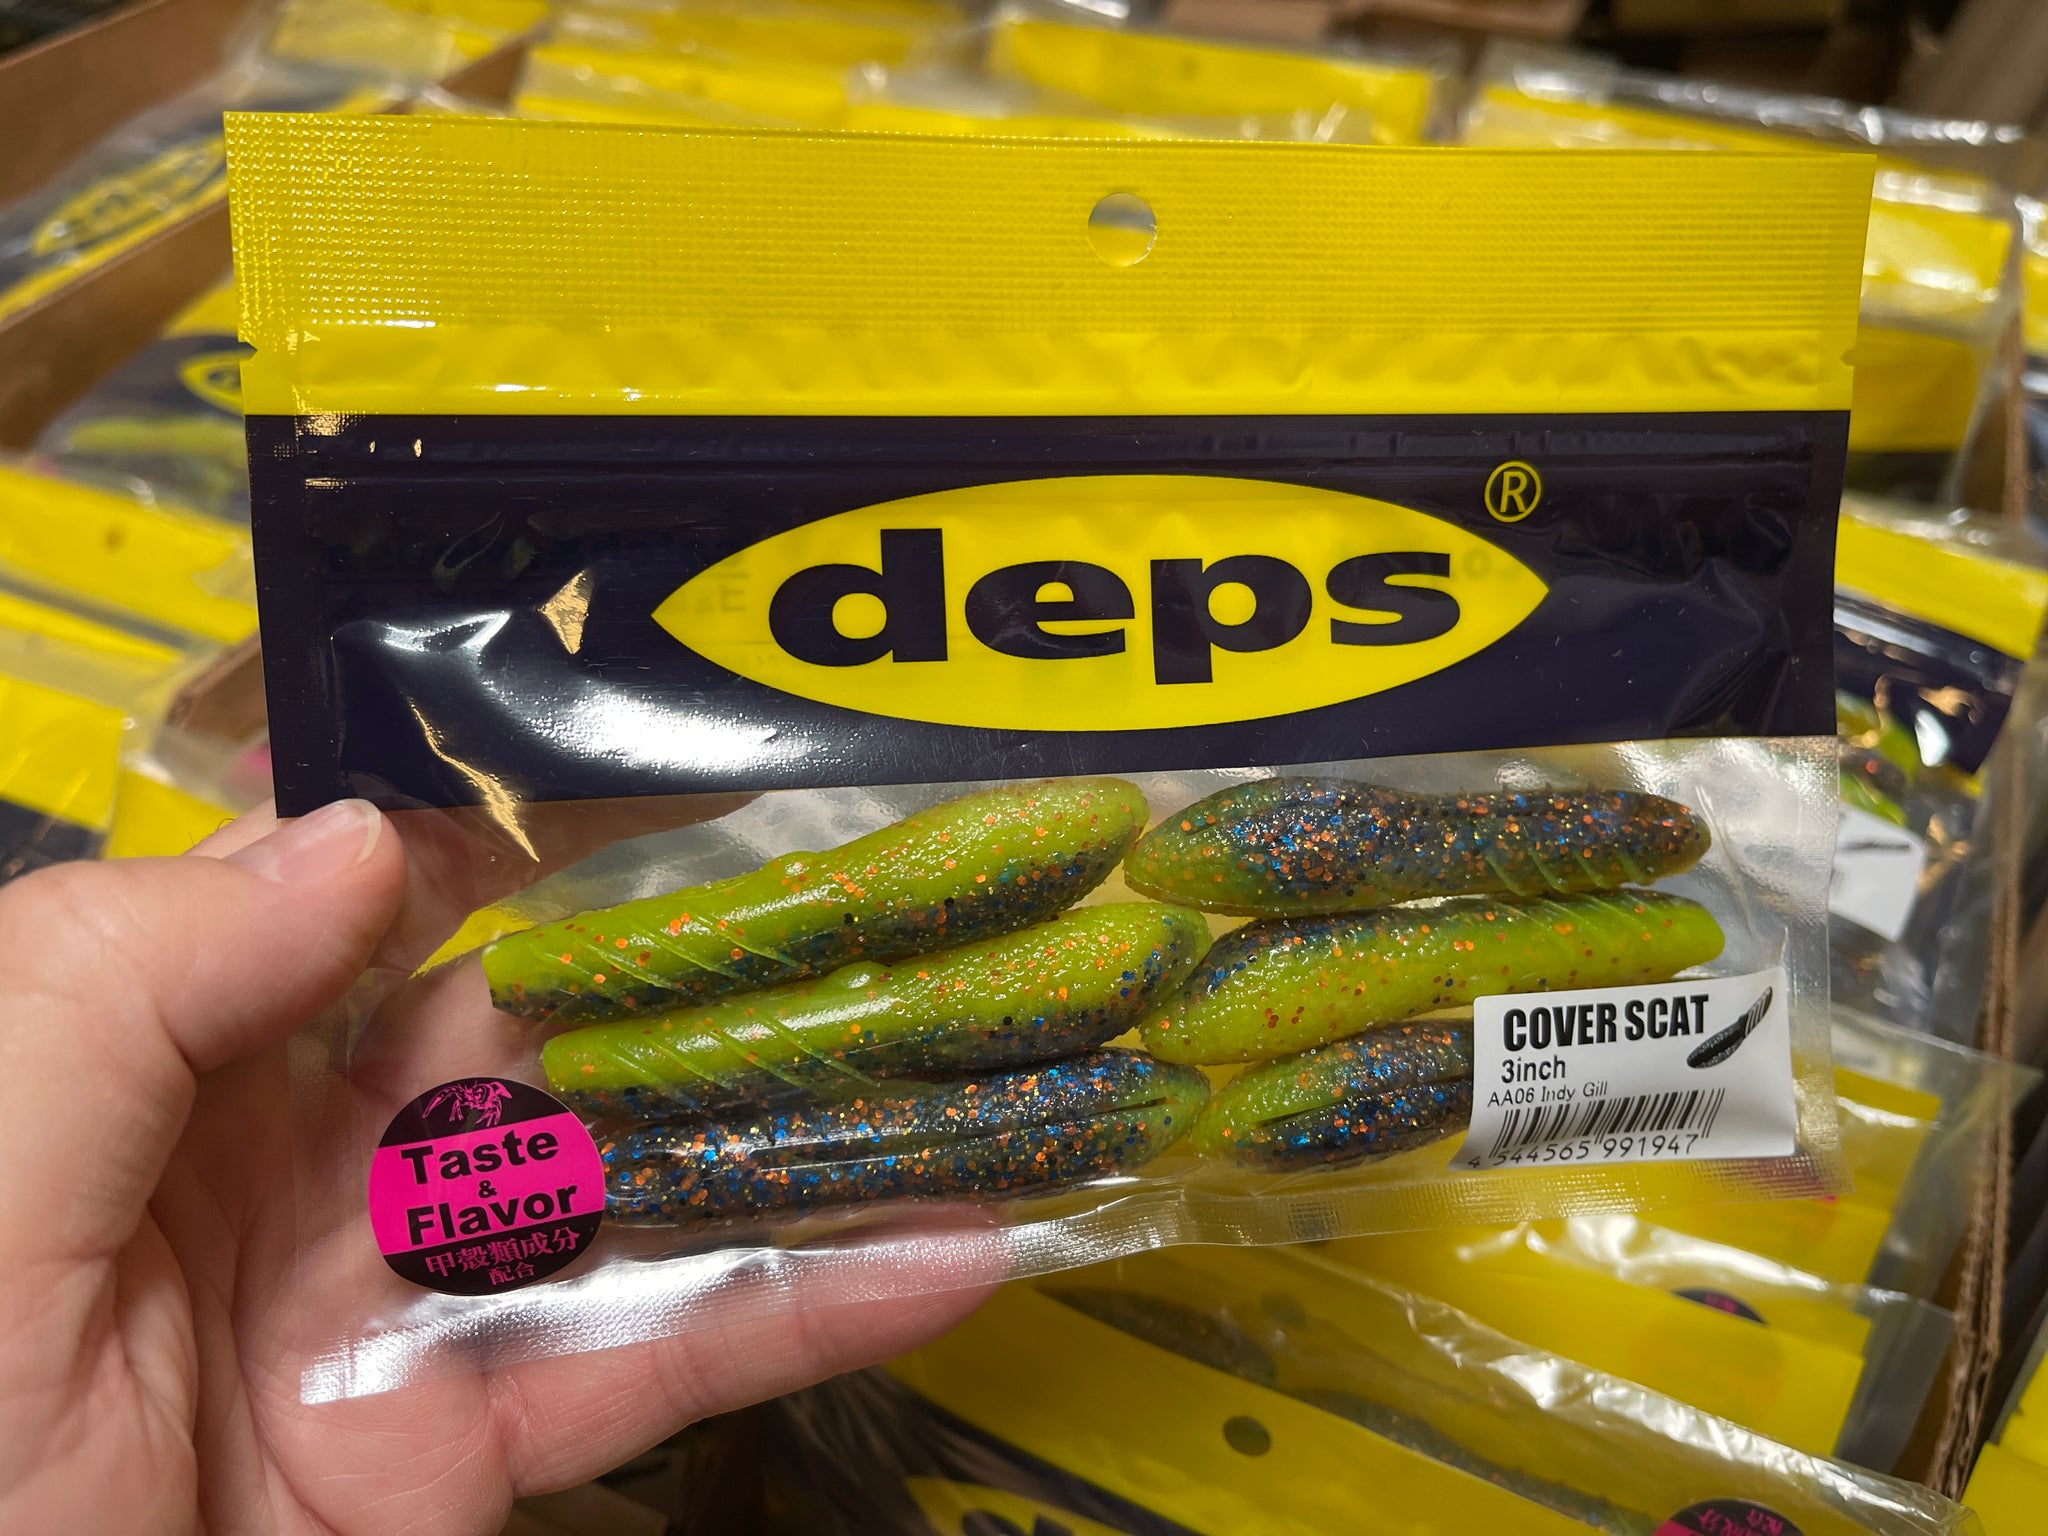 deps®
COVER SCAT
3inch
AA06 Indy Gill
4 544565 991947
Taste
&
Flavor
甲殻類成分
配合